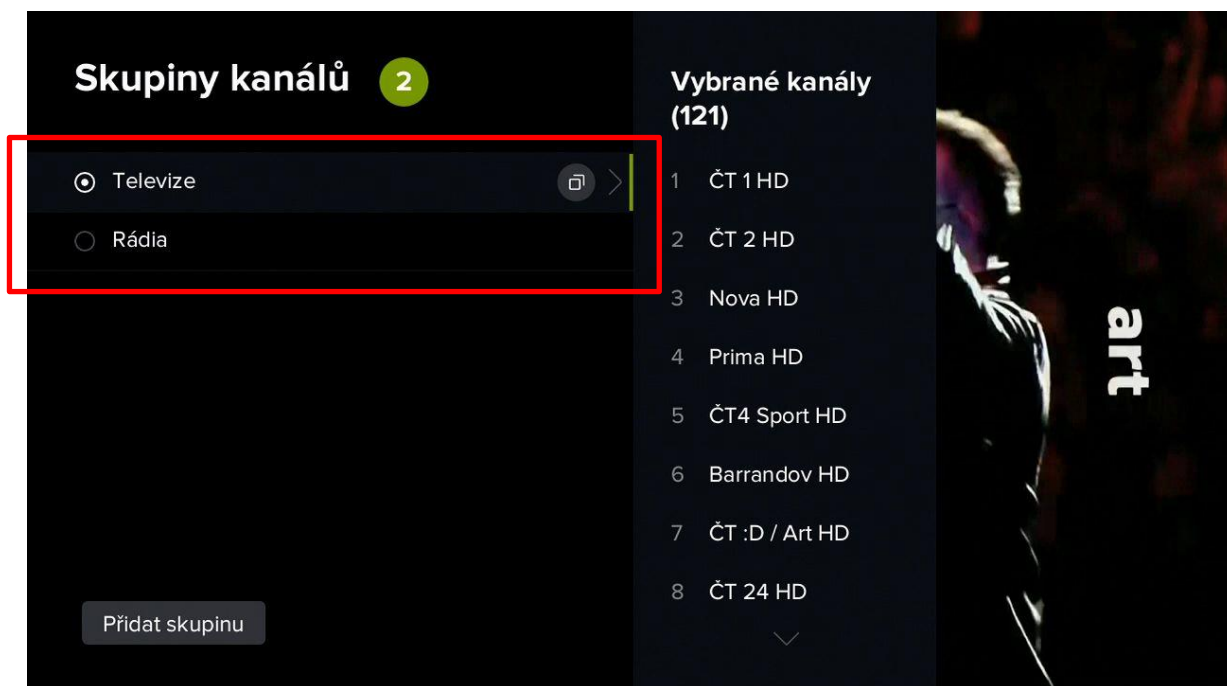 Skupiny kanálů 2
Televize
Rádia
Přidat skupinu
Vybrané kanály
(121)
1 ČT 1 HD
2 ČT 2 HD
3 Nova HD
4 Prima HD
5 ČT4 Sport HD
6 Barrandov HD
7 ČT :D / Art HD
8 ČT 24 HD
art